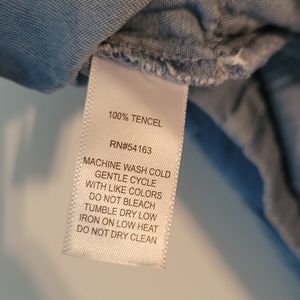 100% TENCEL
RN#54163
MACHINE WASH COLD
GENTLE CYCLE
WITH LIKE COLORS
DO NOT BLEACH
TUMBLE DRY LOW
IRON ON LOW HEAT
DO NOT DRY CLEAN